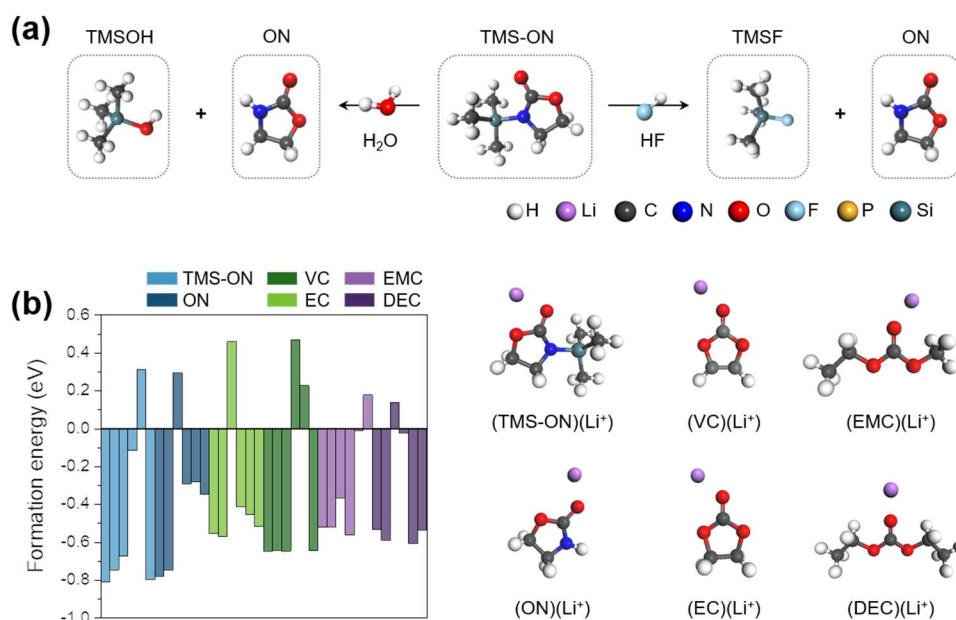 (a)
TMSOH ON TMS-ON TMSF ON
+ H₂O HF +
H Li C N O F P Si
(b)
TMS-ON VC EMC
ON EC DEC
Formation energy (eV)
0.6
0.4
0.2
0.0
-0.2
-0.4
-0.6
-0.8
-1.0
(TMS-ON)(Li⁺) (VC)(Li⁺) (EMC)(Li⁺)
(ON)(Li⁺) (EC)(Li⁺) (DEC)(Li⁺)